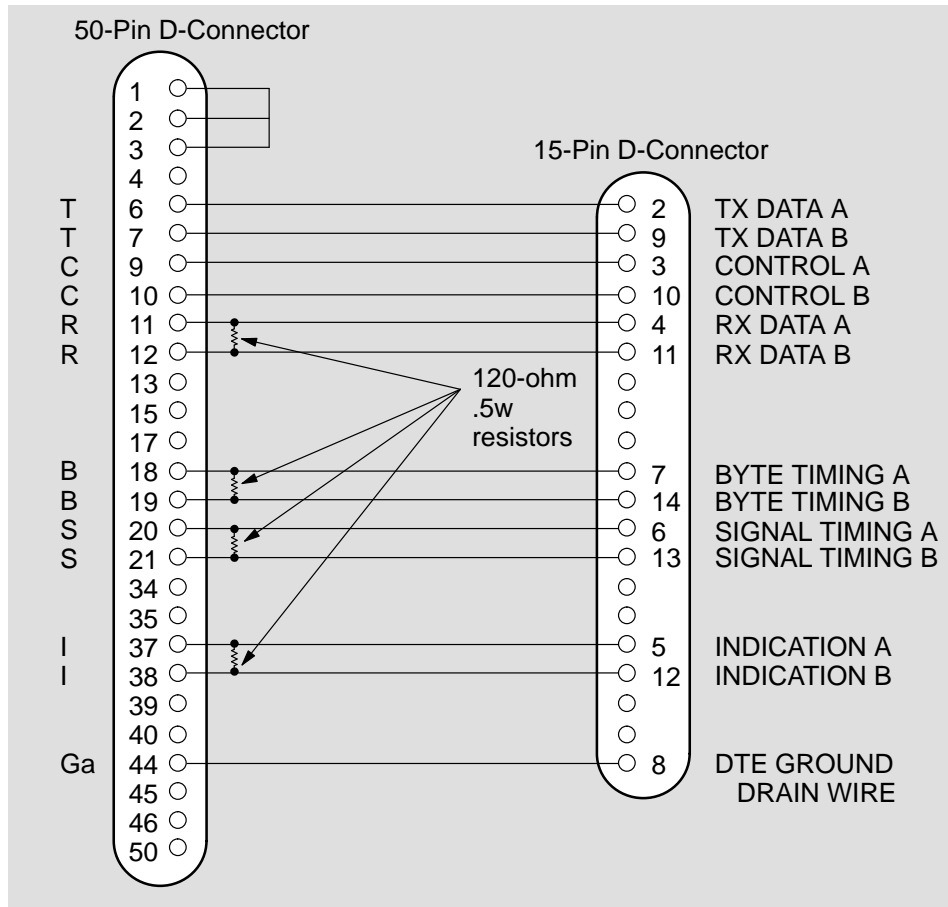 50-Pin D-Connector
1
2
3
15-Pin D-Connector
4
T 6 2 TX DATA A
T 7 9 TX DATA B
C 9 3 CONTROL A
C 10 10 CONTROL B
R 11 4 RX DATA A
R 12 11 RX DATA B
13
120-ohm
.5w
resistors
15
17
B 18 7 BYTE TIMING A
B 19 14 BYTE TIMING B
S 20 6 SIGNAL TIMING A
S 21 13 SIGNAL TIMING B
34
35
I 37 5 INDICATION A
I 38 12 INDICATION B
39
40
Ga 44 8 DTE GROUND
DRAIN WIRE
45
46
50